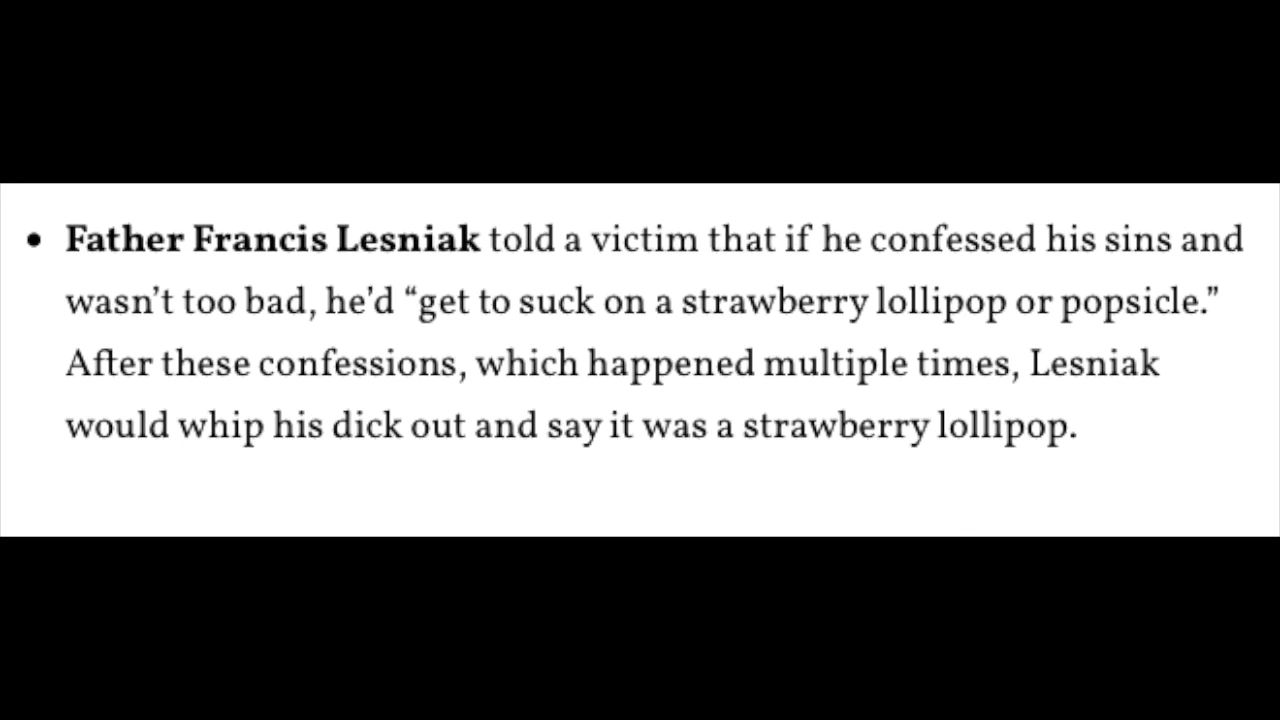 • Father Francis Lesniak told a victim that if he confessed his sins and
wasn’t too bad, he’d “get to suck on a strawberry lollipop or popsicle.”
After these confessions, which happened multiple times, Lesniak
would whip his dick out and say it was a strawberry lollipop.